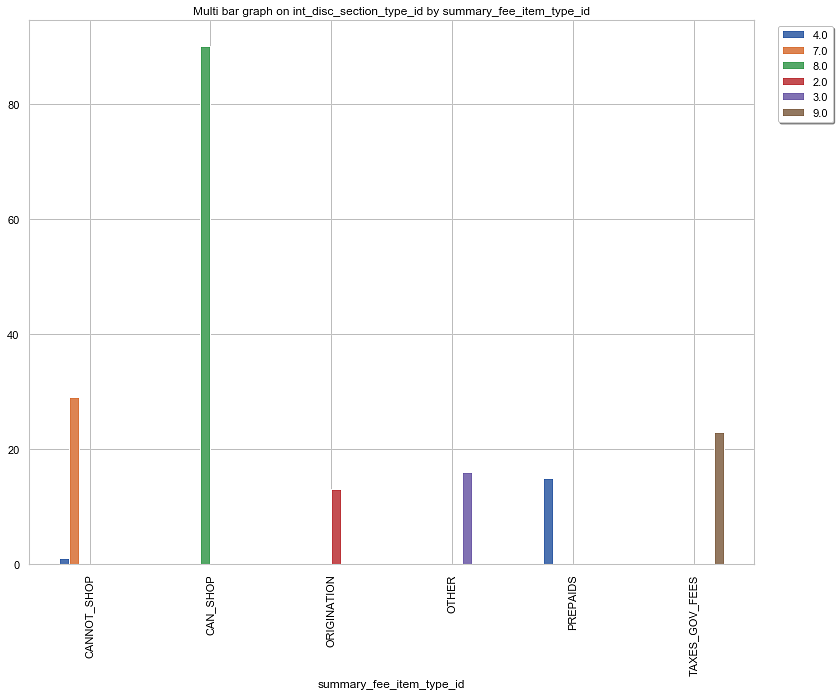 Multi bar graph on int_disc_section_type_id by summary_fee_item_type_id
4.0
7.0
8.0
2.0
3.0
9.0
80
60
40
20
0
CANNOT_SHOP
CAN_SHOP
ORIGINATION
OTHER
PREPAIDS
TAXES_GOV_FEES
summary_fee_item_type_id